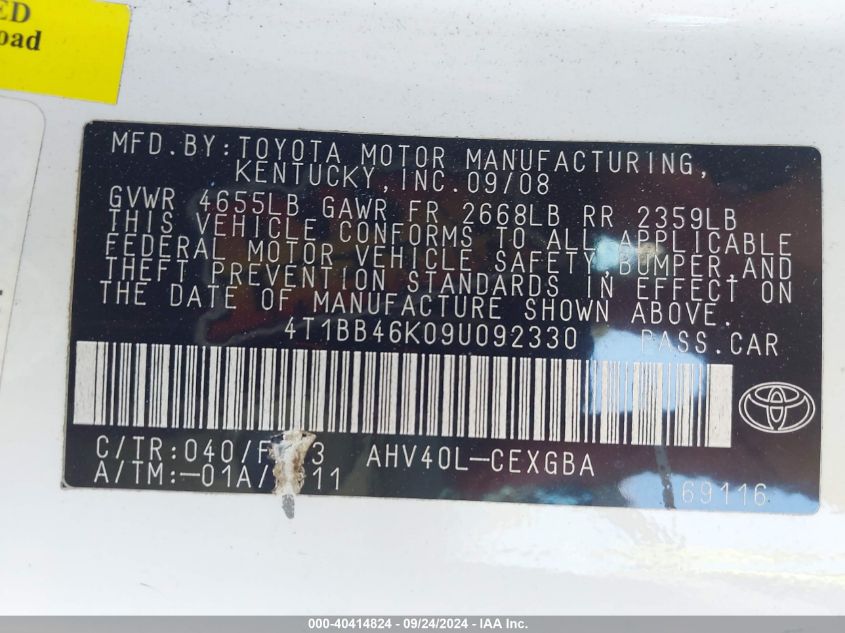 ED
oad
MFD.BY:TOYOTA MOTOR MANUFACTURING,
KENTUCKY,INC.09/08
GVWR 4655LB GAWR FR 2668LB RR 2359LB
THIS VEHICLE CONFORMS TO ALL APPLICABLE
FEDERAL MOTOR VEHICLE SAFETY,BUMPER,AND
THEFT PREVENTION STANDARDS IN EFFECT ON
THE DATE OF MANUFACTURE SHOWN ABOVE.
4T1BB46K09U092330 PASS.CAR
C/TR:040/F 3 AHV40L-CEXGBA
A/TM:-01A/ 11
69116
000-40414824 - 09/24/2024 - IAA Inc.